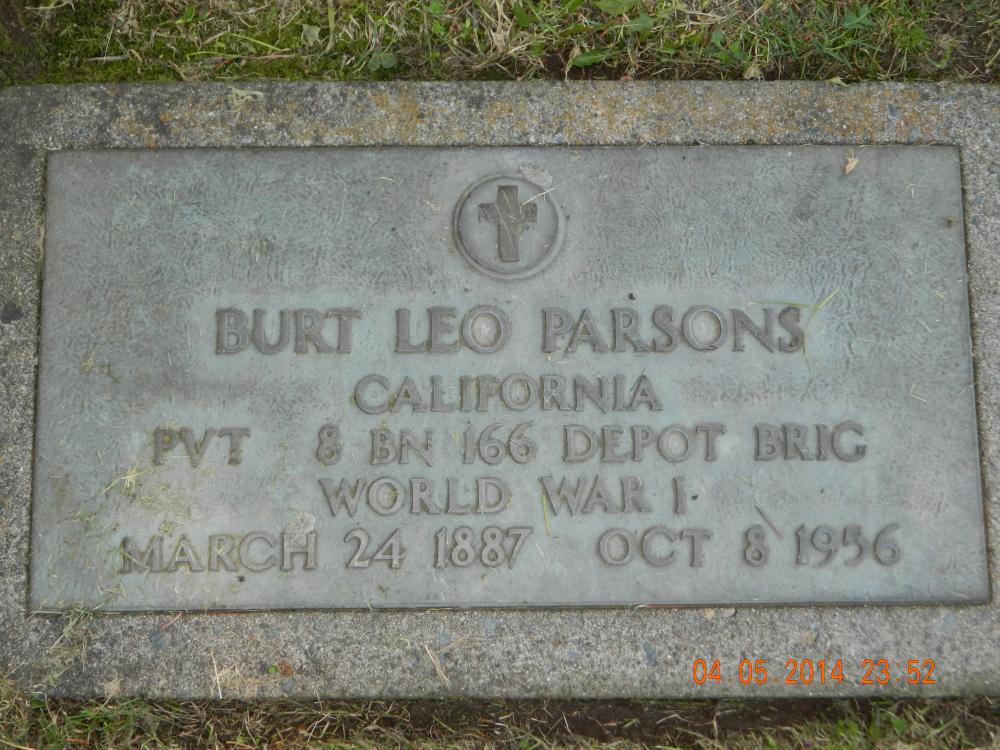 BURT LEO PARSONS
CALIFORNIA
PVT 8 BN 166 DEPOT BRIG
WORLD WAR I
MARCH 24 1887 OCT 8 1956
04.05.2014 23:52